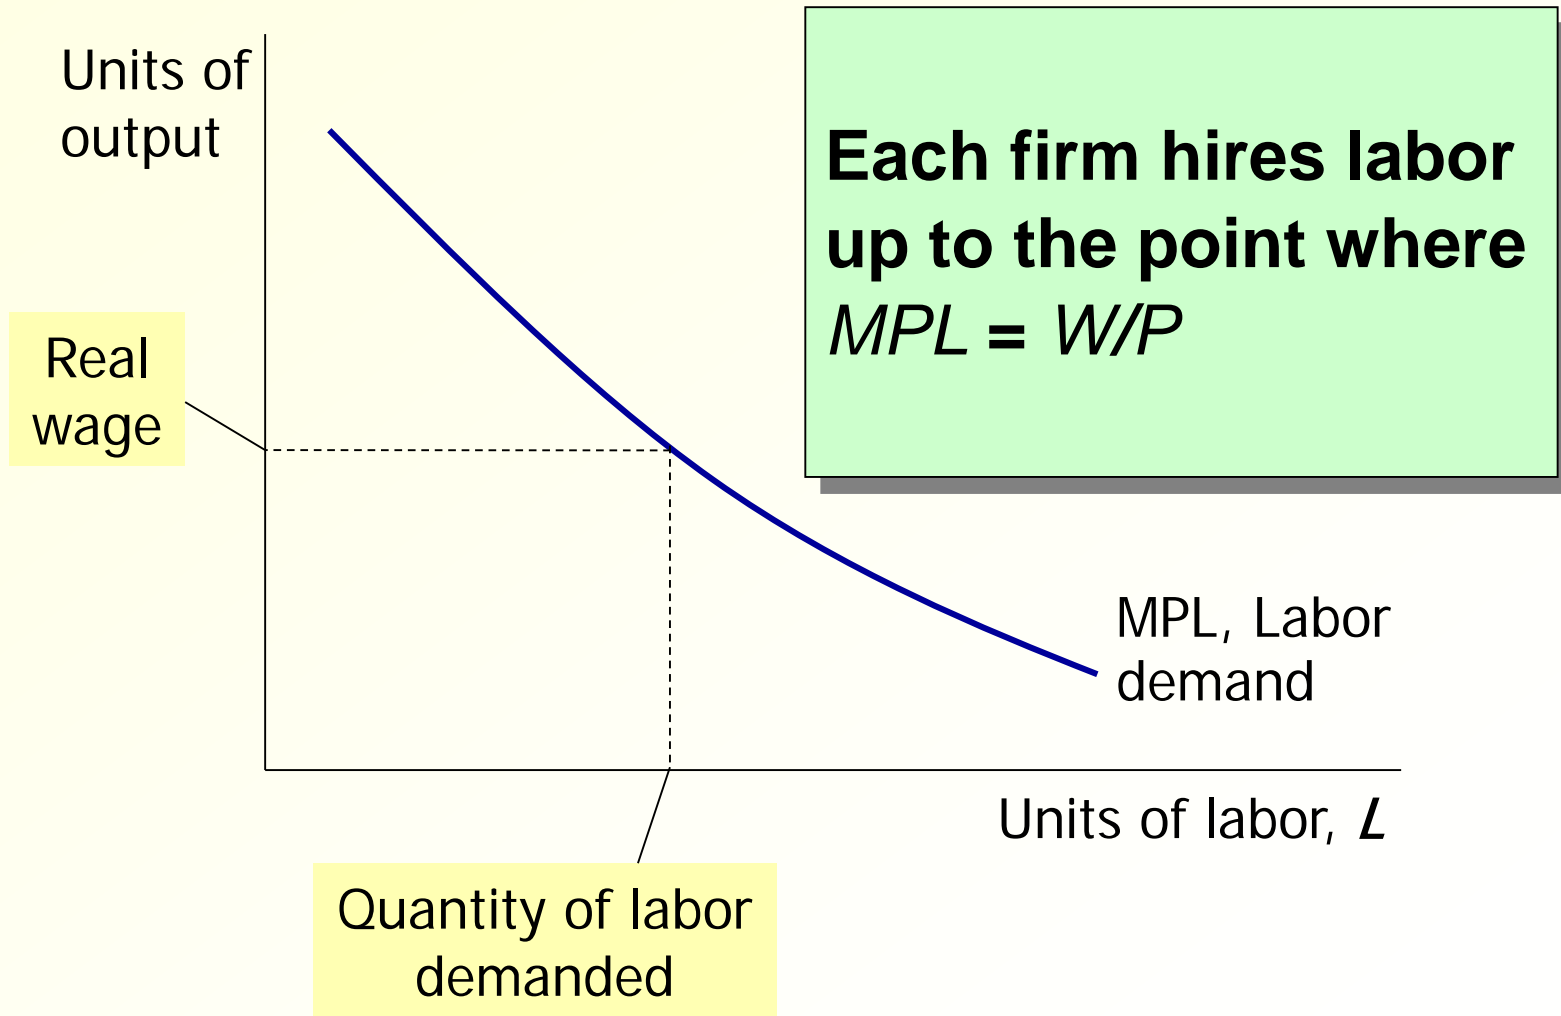 Units of
output
Each firm hires labor
up to the point where
MPL = W/P
Real
wage
MPL, Labor
demand
Units of labor, L
Quantity of labor
demanded